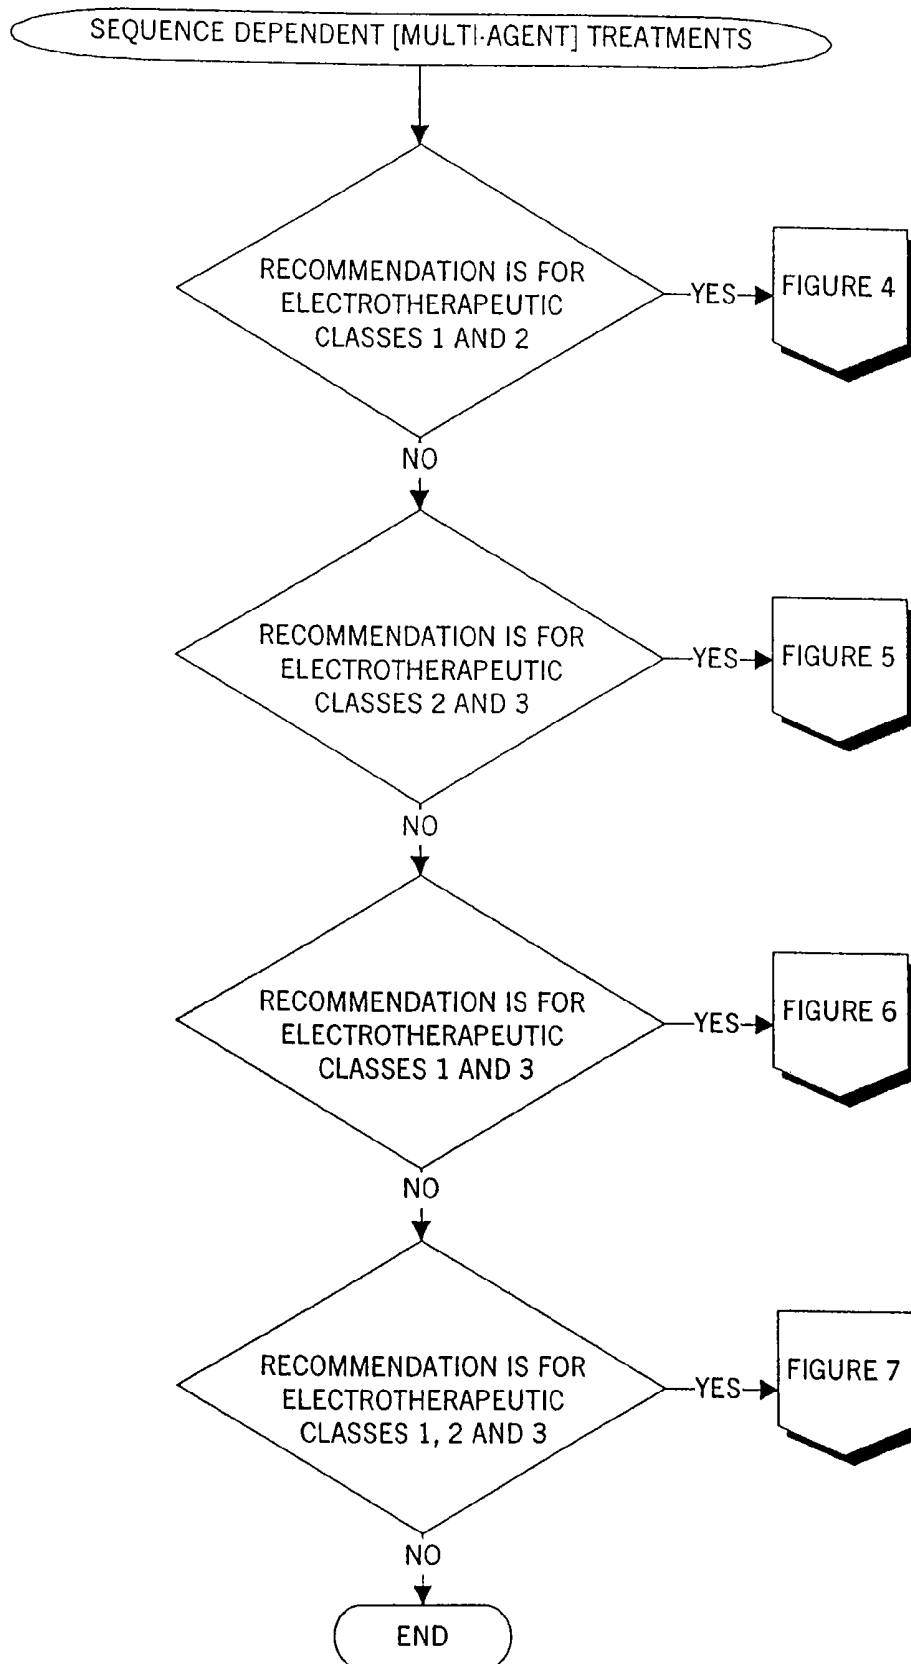 SEQUENCE DEPENDENT [MULTI-AGENT] TREATMENTS
RECOMMENDATION IS FOR
ELECTROTHERAPEUTIC
CLASSES 1 AND 2
YES
FIGURE 4
NO
RECOMMENDATION IS FOR
ELECTROTHERAPEUTIC
CLASSES 2 AND 3
YES
FIGURE 5
NO
RECOMMENDATION IS FOR
ELECTROTHERAPEUTIC
CLASSES 1 AND 3
YES
FIGURE 6
NO
RECOMMENDATION IS FOR
ELECTROTHERAPEUTIC
CLASSES 1, 2 AND 3
YES
FIGURE 7
NO
END